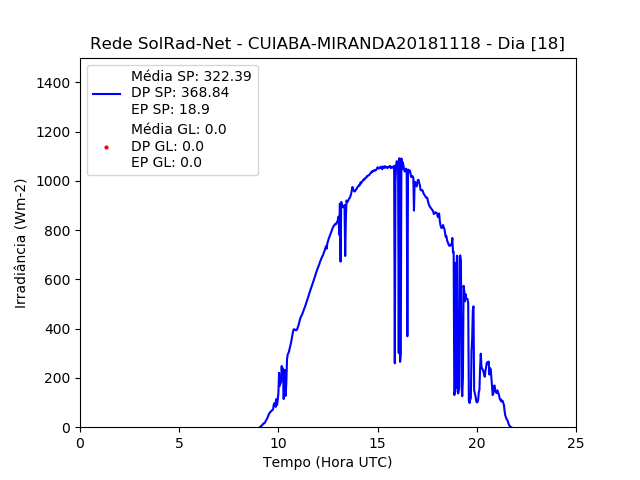 Rede SolRad-Net - CUIABA-MIRANDA20181118 - Dia [18]
Média SP: 322.39
DP SP: 368.84
EP SP: 18.9
Média GL: 0.0
DP GL: 0.0
EP GL: 0.0
Irradiância (Wm-2)
1400
1200
1000
800
600
400
200
0
0 5 10 15 20 25
Tempo (Hora UTC)